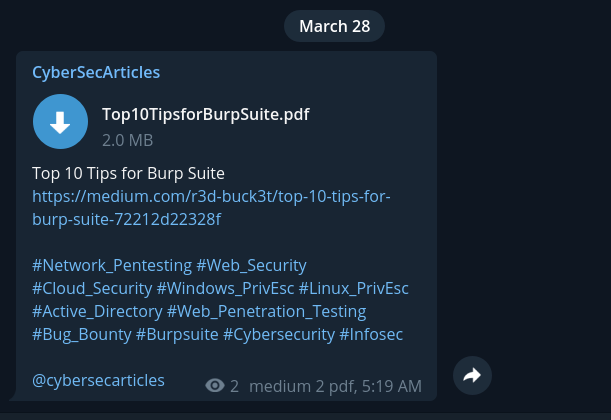 March 28
CyberSecArticles
Top10TipsforBurpSuite.pdf
2.0 MB
Top 10 Tips for Burp Suite
https://medium.com/r3d-buck3t/top-10-tips-for-
burp-suite-72212d22328f
#Network_Pentesting #Web_Security
#Cloud_Security #Windows_PrivEsc #Linux_PrivEsc
#Active_Directory #Web_Penetration_Testing
#Bug_Bounty #Burpsuite #Cybersecurity #Infosec
@cybersecarticles
2 medium 2 pdf, 5:19 AM